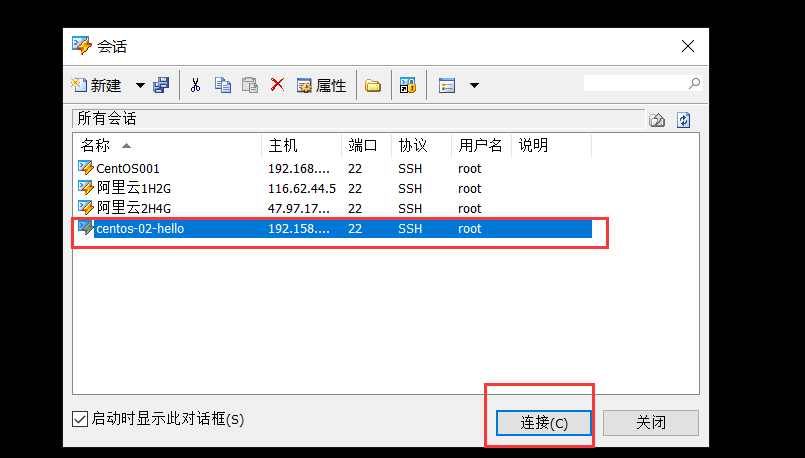 会话
新建 属性
所有会话
名称 主机 端口 协议 用户名 说明
CentOS001 192.168.... 22 SSH root
阿里云1H2G 116.62.44.5 22 SSH root
阿里云2H4G 47.97.17... 22 SSH root
centos-02-hello 192.158.... 22 SSH root
启动时显示此对话框(S) 连接(C) 关闭